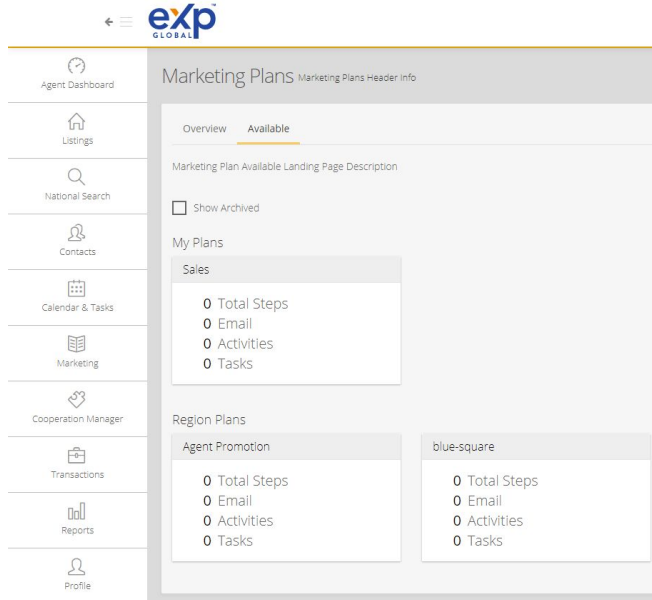 exp
GLOBAL
Agent Dashboard
Listings
National Search
Contacts
Calendar & Tasks
Marketing
Cooperation Manager
Transactions
Reports
Profile
Marketing Plans Marketing Plans Header info
Overview Available
Marketing Plan Available Landing Page Description
Show Archived
My Plans
Sales
0 Total Steps
0 Email
0 Activities
0 Tasks
Region Plans
Agent Promotion
0 Total Steps
0 Email
0 Activities
0 Tasks
blue-square
0 Total Steps
0 Email
0 Activities
0 Tasks